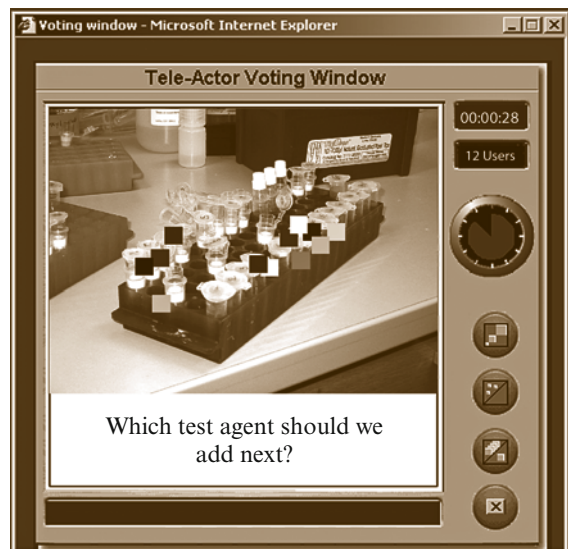 Voting window - Microsoft Internet Explorer
Tele-Actor Voting Window
00:00:28
12 Users
Which test agent should we
add next?